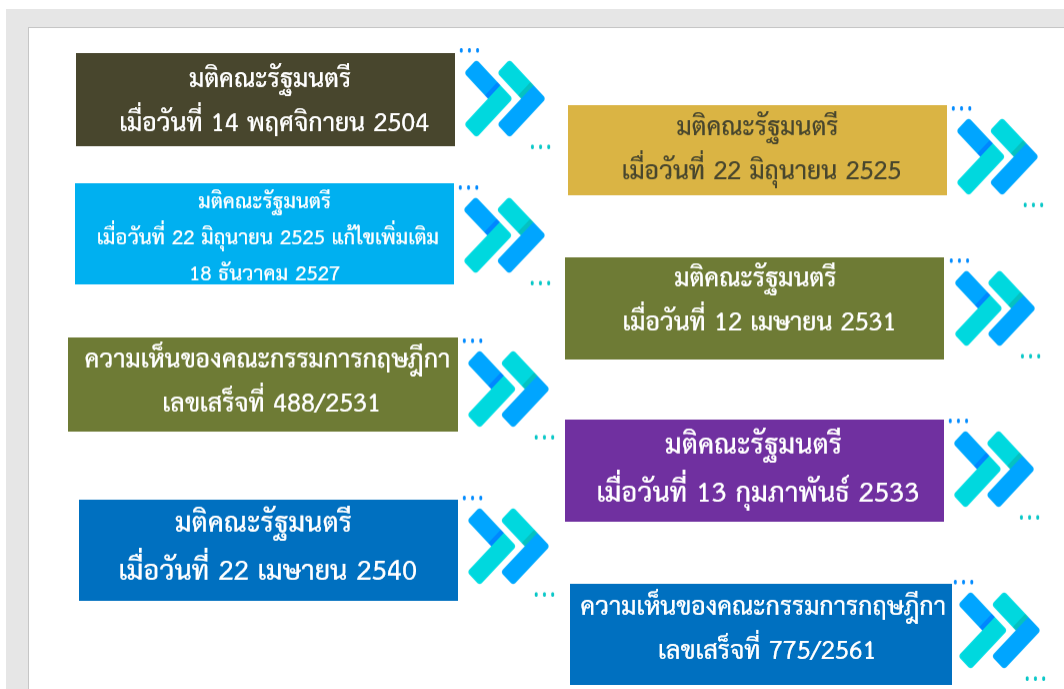 มติคณะรัฐมนตรี
เมื่อวันที่ 14 พฤศจิกายน 2504
มติคณะรัฐมนตรี
เมื่อวันที่ 22 มิถุนายน 2525
มติคณะรัฐมนตรี
เมื่อวันที่ 22 มิถุนายน 2525 แก้ไขเพิ่มเติม
18 ธันวาคม 2527
มติคณะรัฐมนตรี
เมื่อวันที่ 12 เมษายน 2531
ความเห็นของคณะกรรมการกฤษฎีกา
เลขเสร็จที่ 488/2531
มติคณะรัฐมนตรี
เมื่อวันที่ 13 กุมภาพันธ์ 2533
มติคณะรัฐมนตรี
เมื่อวันที่ 22 เมษายน 2540
ความเห็นของคณะกรรมการกฤษฎีกา
เลขเสร็จที่ 775/2561